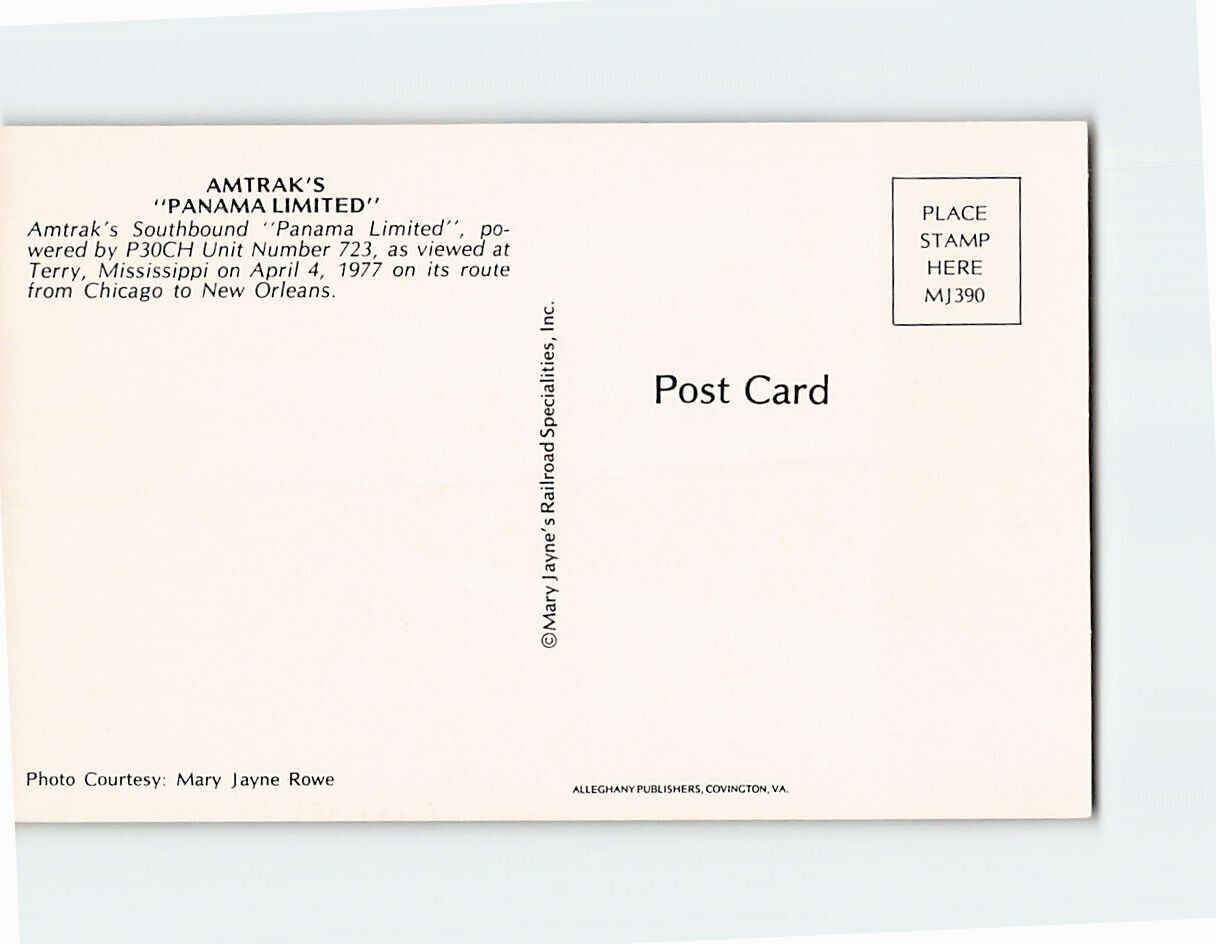 AMTRAK'S
"PANAMA LIMITED"
Amtrak's Southbound "Panama Limited", po-
wered by P30CH Unit Number 723, as viewed at
Terry, Mississippi on April 4, 1977 on its route
from Chicago to New Orleans.
Photo Courtesy: Mary Jayne Rowe
©Mary Jayne's Railroad Specialities, Inc.
PLACE
STAMP
HERE
MJ390
Post Card
ALLEGHANY PUBLISHERS, COVINGTON, VA.